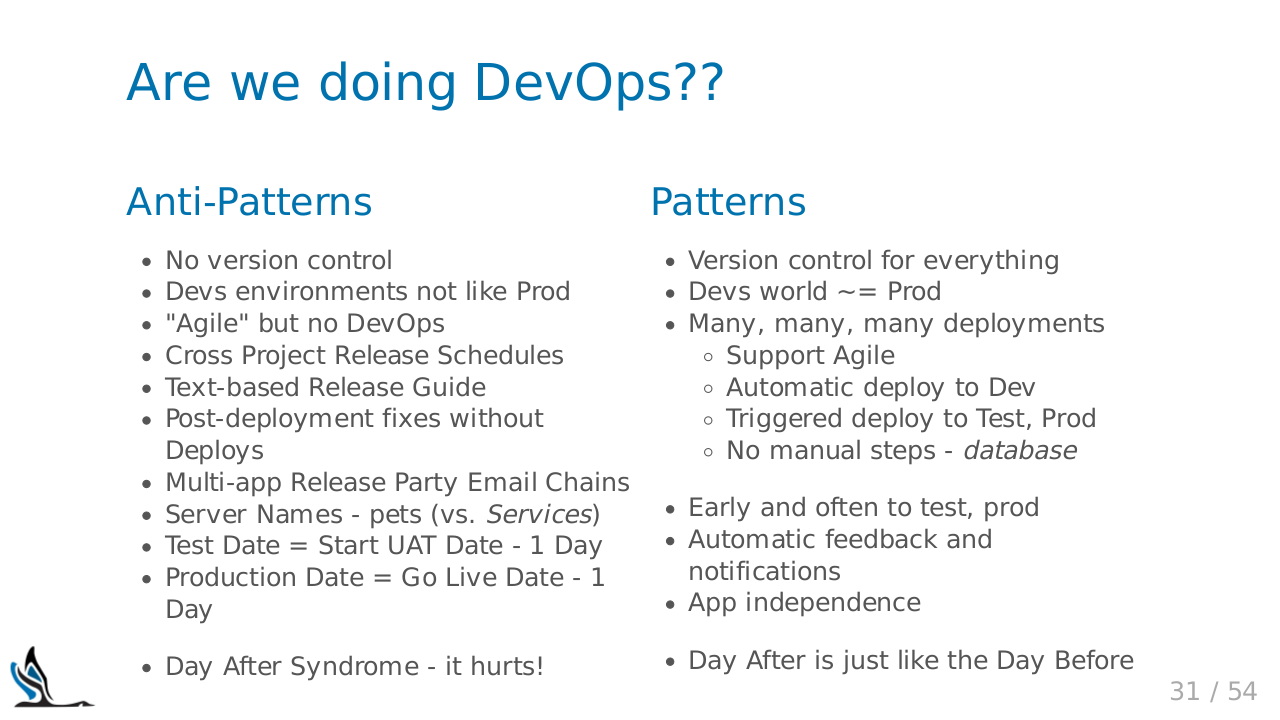 Are we doing DevOps??
Anti-Patterns
No version control
Devs environments not like Prod
"Agile" but no DevOps
Cross Project Release Schedules
Text-based Release Guide
Post-deployment fixes without
Deploys
Multi-app Release Party Email Chains
Server Names - pets (vs. Services)
Test Date = Start UAT Date - 1 Day
Production Date = Go Live Date - 1
Day
Day After Syndrome - it hurts!
Patterns
Version control for everything
Devs world ~= Prod
Many, many, many deployments
Support Agile
Automatic deploy to Dev
Triggered deploy to Test, Prod
No manual steps - database
Early and often to test, prod
Automatic feedback and
notifications
App independence
Day After is just like the Day Before
31 / 54